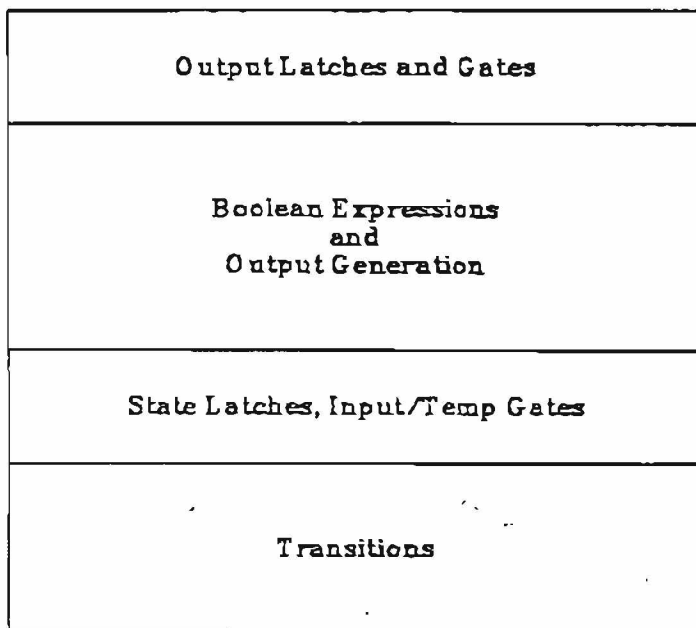 Output Latches and Gates
Boolean Expressions
and
Output Generation
State Latches, Input/Temp Gates
Transitions